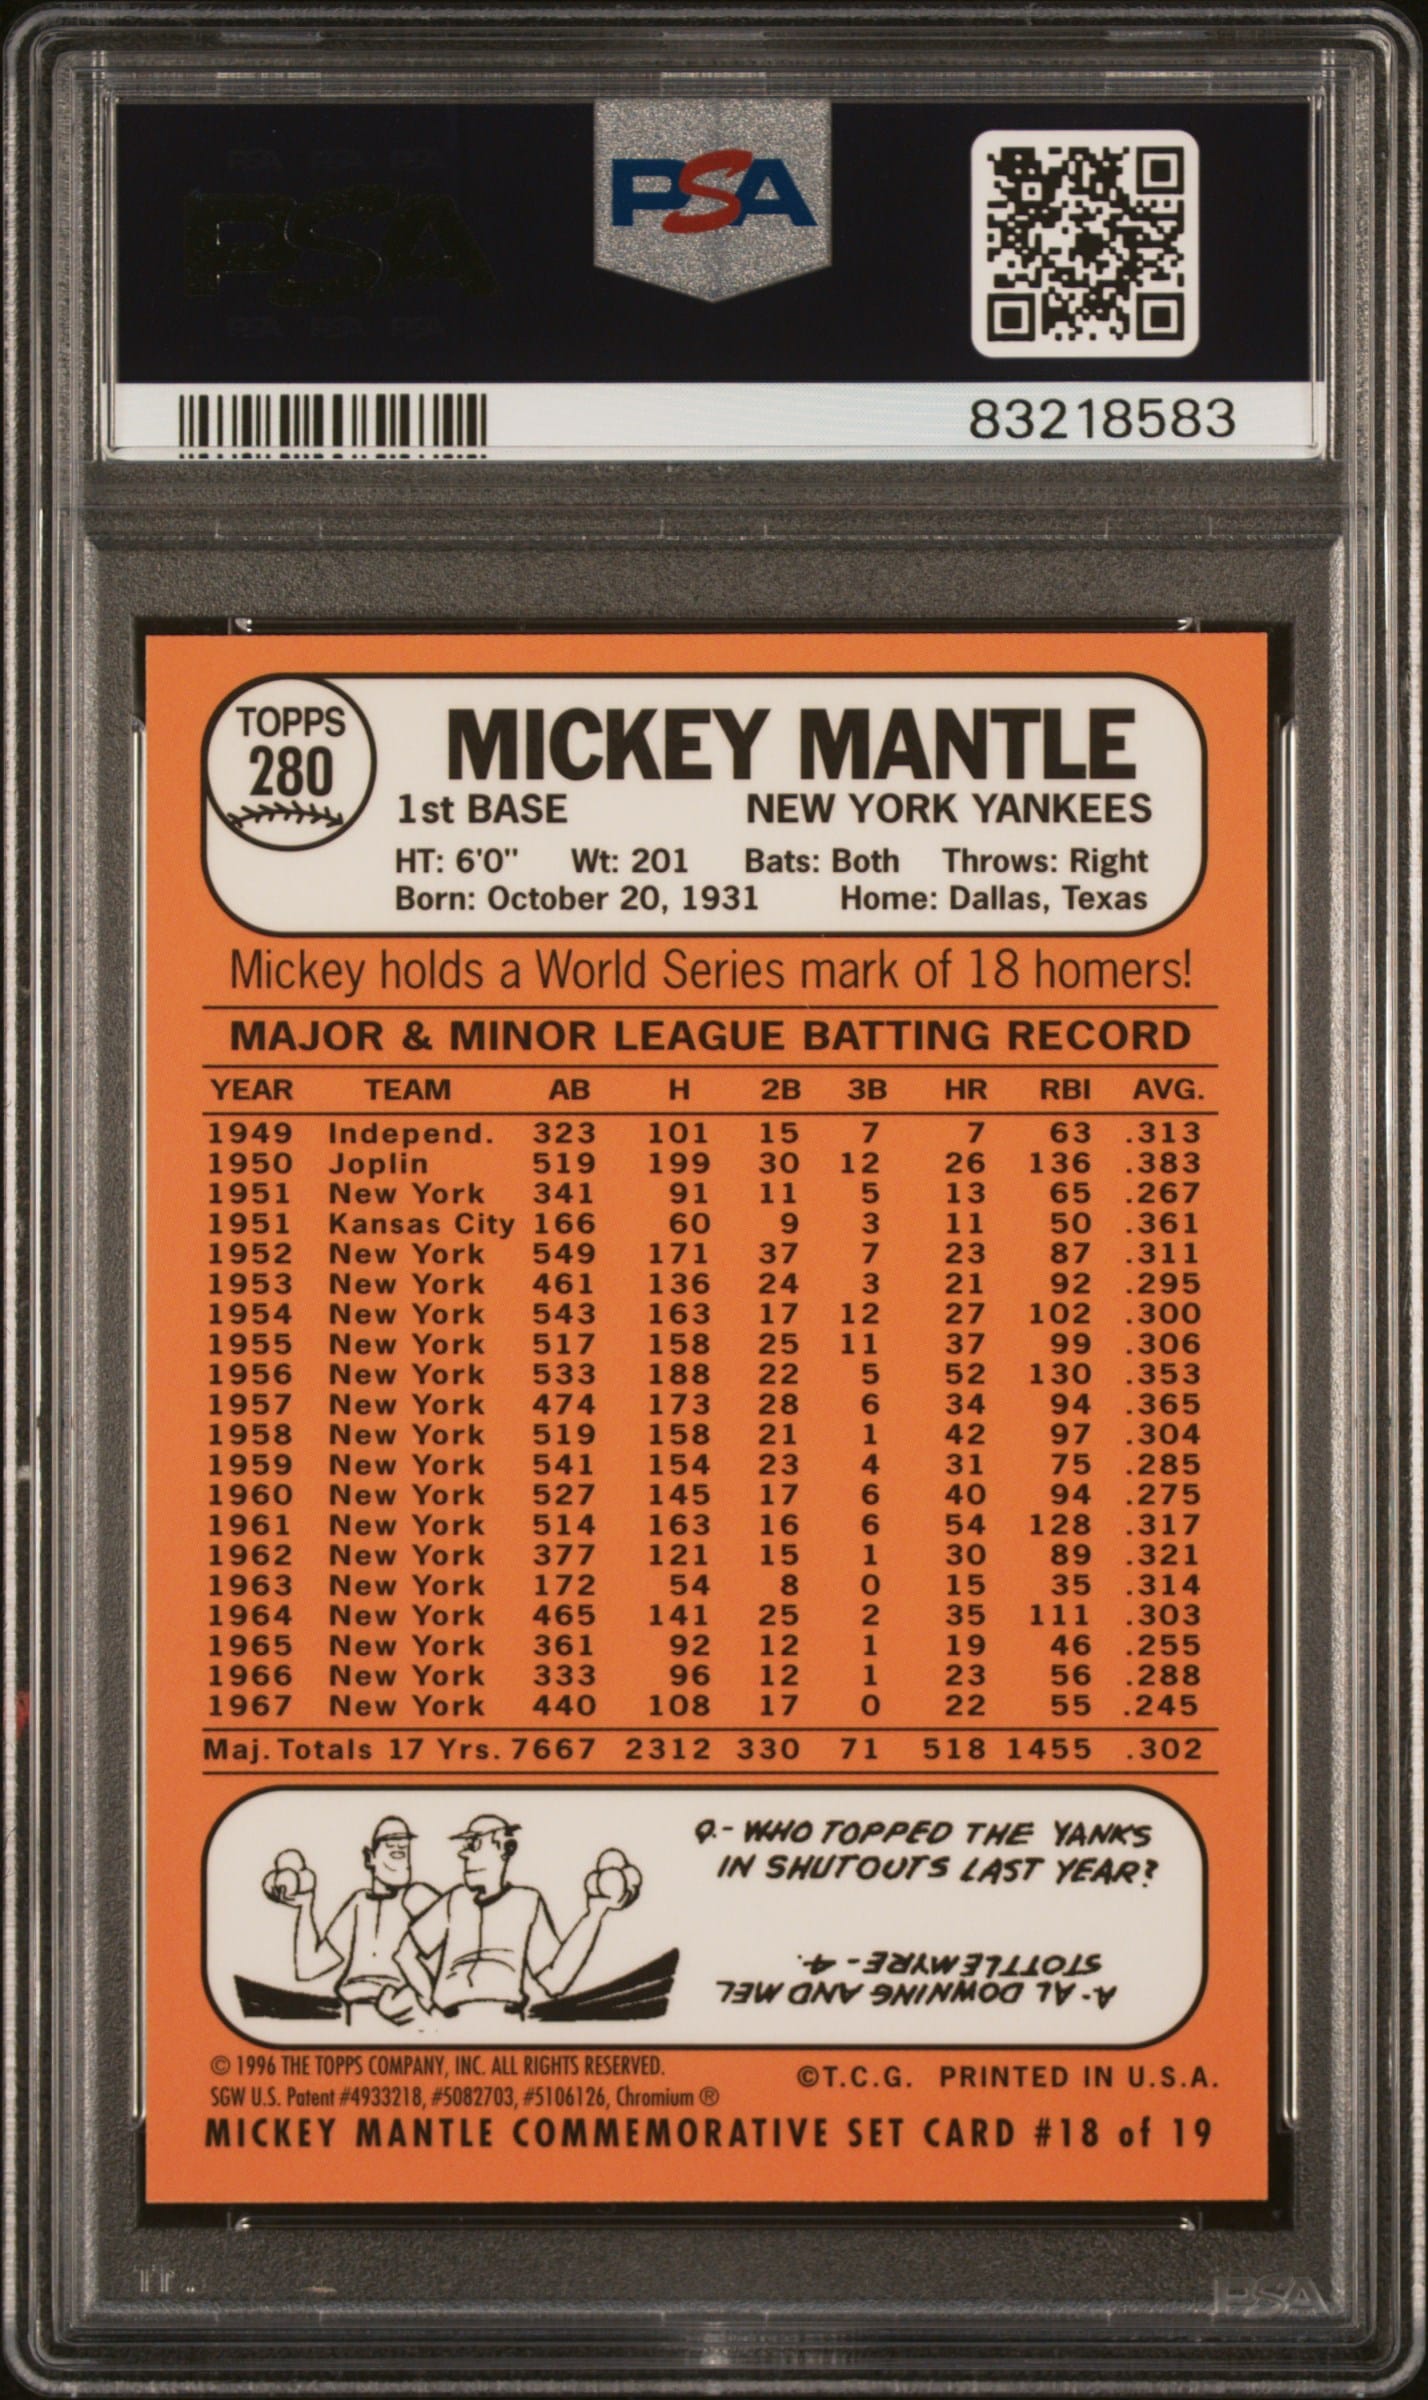 PSA PSA PSA
PSA
PSA PSA PSA
PSA
83218583
TOPPS
280
MICKEY MANTLE
1st BASE NEW YORK YANKEES
HT: 6'0" Wt: 201 Bats: Both Throws: Right
Born: October 20, 1931 Home: Dallas, Texas
Mickey holds a World Series mark of 18 homers!
MAJOR & MINOR LEAGUE BATTING RECORD
YEAR TEAM AB H 2B 3B HR RBI AVG.
1949 Independ. 323 101 15 7 7 63 .313
1950 Joplin 519 199 30 12 26 136 .383
1951 New York 341 91 11 5 13 65 .267
1951 Kansas City 166 60 9 3 11 50 .361
1952 New York 549 171 37 7 23 87 .311
1953 New York 461 136 24 3 21 92 .295
1954 New York 543 163 17 12 27 102 .300
1955 New York 517 158 25 11 37 99 .306
1956 New York 533 188 22 5 52 130 .353
1957 New York 474 173 28 6 34 94 .365
1958 New York 519 158 21 1 42 97 .304
1959 New York 541 154 23 4 31 75 .285
1960 New York 527 145 17 6 40 94 .275
1961 New York 514 163 16 6 54 128 .317
1962 New York 377 121 15 1 30 89 .321
1963 New York 172 54 8 0 15 35 .314
1964 New York 465 141 25 2 35 111 .303
1965 New York 361 92 12 1 19 46 .255
1966 New York 333 96 12 1 23 56 .288
1967 New York 440 108 17 0 22 55 .245
Maj. Totals 17 Yrs. 7667 2312 330 71 518 1455 .302
Q.- WHO TOPPED THE YANKS
IN SHUTOUTS LAST YEAR?
A.- AL DOWNING AND MEL
STOTTLEMYRE - 4.
© 1996 THE TOPPS COMPANY, INC. ALL RIGHTS RESERVED.
SGW U.S. Patent #4933218, #5082703, #5106126, Chromium ®
©T.C.G. PRINTED IN U.S.A.
MICKEY MANTLE COMMEMORATIVE SET CARD #18 of 19
PSA